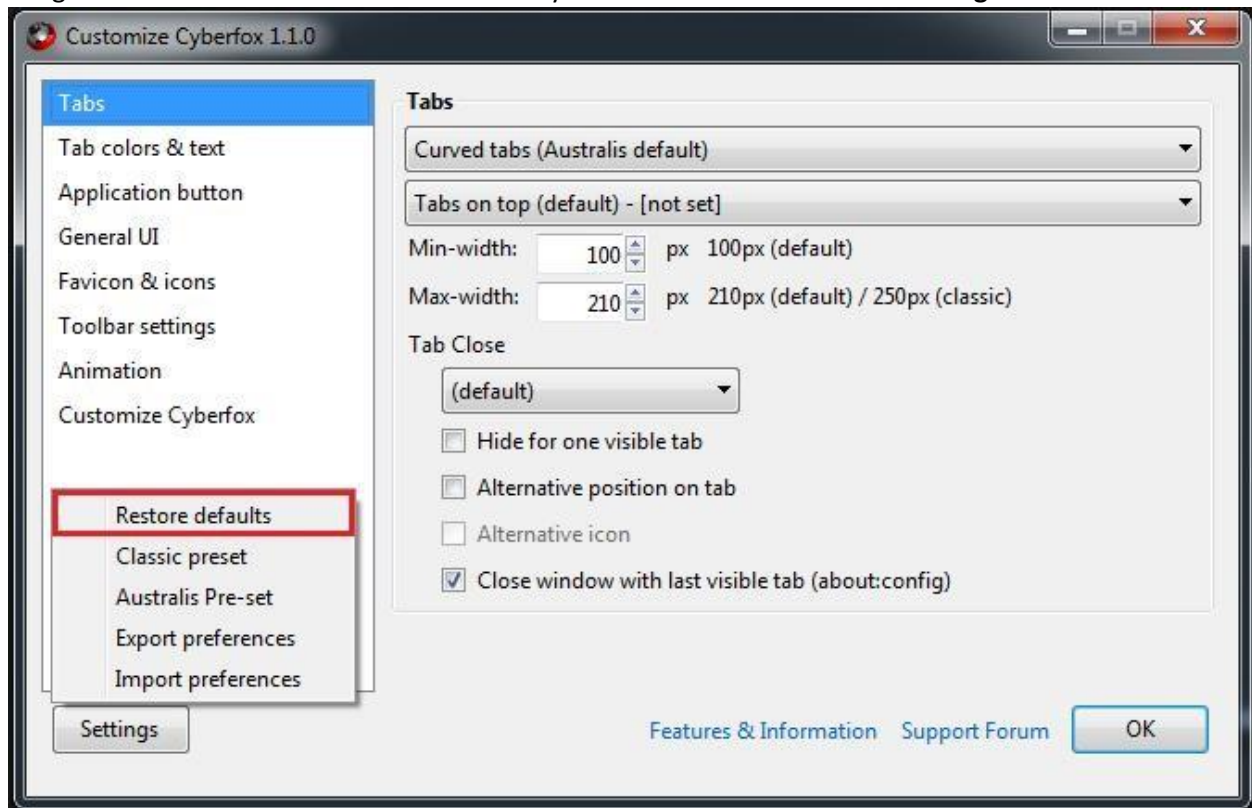 Customize Cyberfox 1.1.0
Tabs
Tab colors & text
Application button
General UI
Favicon & icons
Toolbar settings
Animation
Customize Cyberfox
Restore defaults
Classic preset
Australis Pre-set
Export preferences
Import preferences
Settings
Tabs
Curved tabs (Australis default)
Tabs on top (default) - [not set]
Min-width: 100 px 100px (default)
Max-width: 210 px 210px (default) / 250px (classic)
Tab Close
(default)
Hide for one visible tab
Alternative position on tab
Alternative icon
Close window with last visible tab (about:config)
Features & Information Support Forum OK